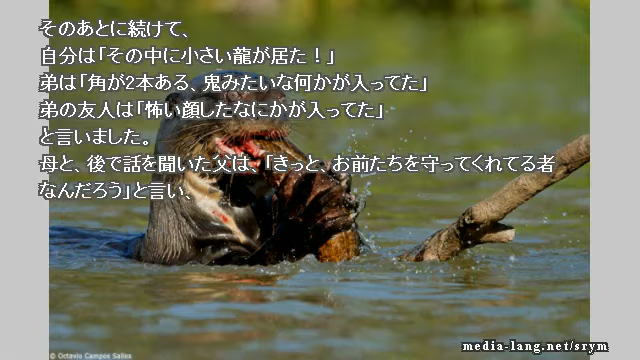 そのあとに続けて、
自分は「その中に小さい龍が居た！」
弟は「角が2本ある、鬼みたいな何かが入ってた」
弟の友人は「怖い顔したなにかが入ってた」
と言いました。
母と、後で話を聞いた父は、「きっと、お前たちを守ってくれてる者
なんだろう」と言い、
© Octavio Campos Salles
media-lang.net/srym